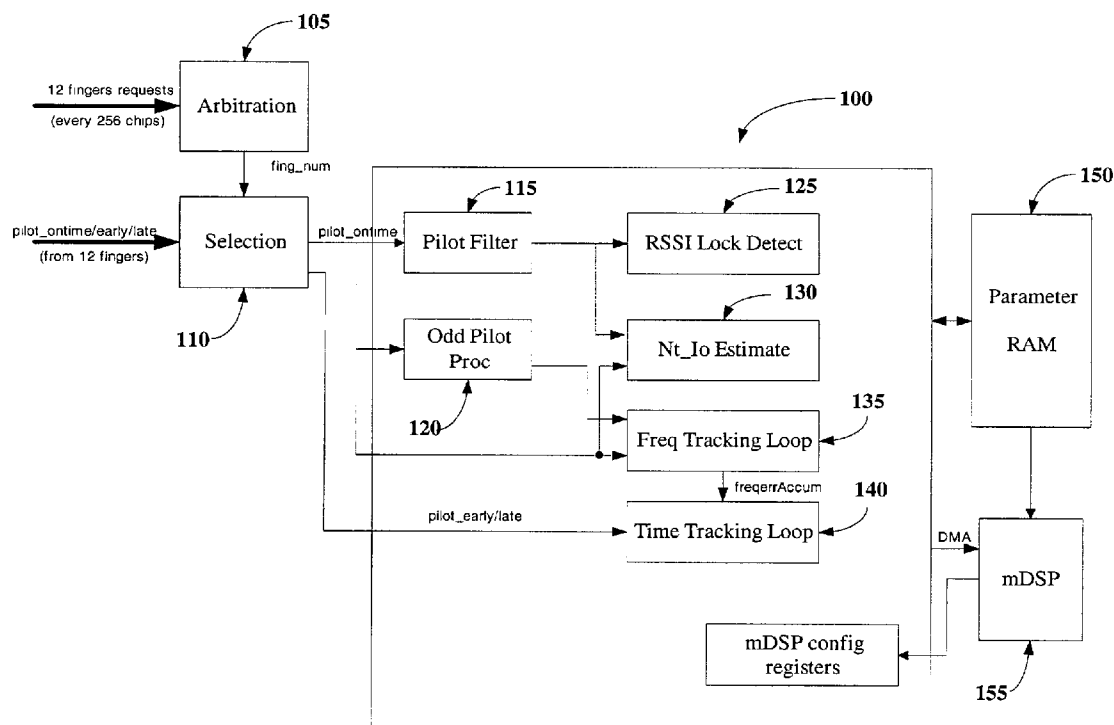 105
12 fingers requests
(every 256 chips)
Arbitration
100
fing_num
115
125
150
pilot_ontime/early/late
(from 12 fingers)
Selection
pilot_ontime
Pilot Filter
RSSI Lock Detect
110
130
Parameter
RAM
Odd Pilot
Proc
Nt_Io Estimate
120
135
Freq Tracking Loop
freqerrAccum
140
pilot_early/late
Time Tracking Loop
DMA
mDSP
mDSP config
registers
155